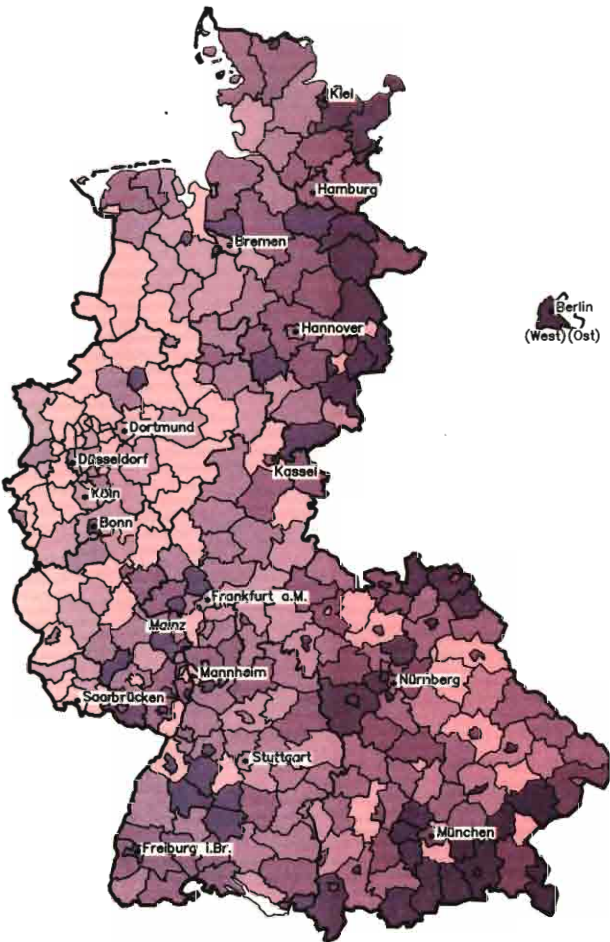 Kiel
Hamburg
Bremen
Berlin
(West) (Ost)
Hannover
Dortmund
Düsseldorf
Kassel
Köln
Bonn
Frankfurt a.M.
Mainz
Mannheim
Nürnberg
Saarbrücken
Stuttgart
München
Freiburg i.Br.